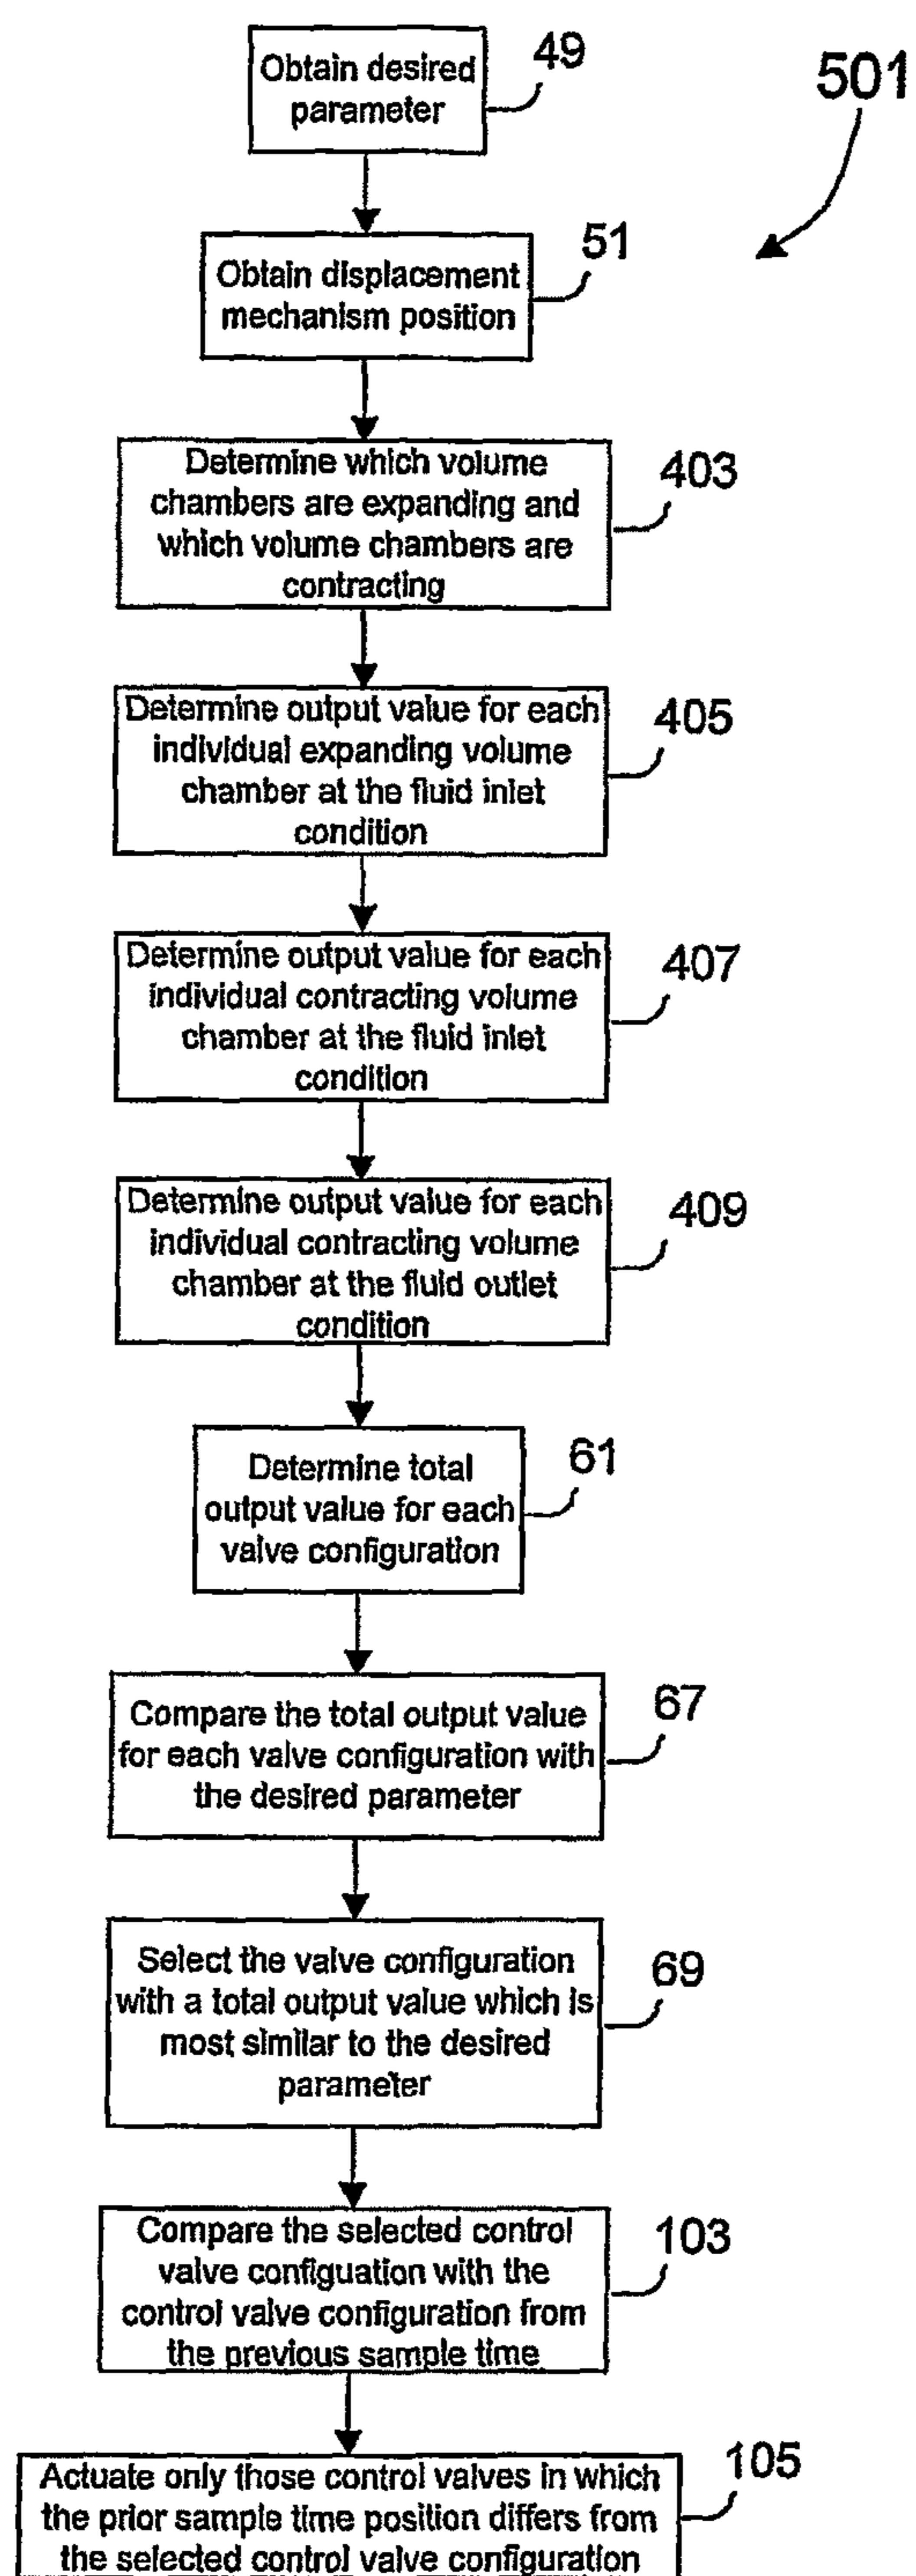 Obtain desired
parameter
49
501
Obtain displacement
mechanism position
51
Determine which volume
chambers are expanding and
which volume chambers are
contracting
403
Determine output value for each
individual expanding volume
chamber at the fluid inlet
condition
405
Determine output value for each
individual contracting volume
chamber at the fluid inlet
condition
407
Determine output value for each
individual contracting volume
chamber at the fluid outlet
condition
409
Determine total
output value for each
valve configuration
61
Compare the total output value
for each valve configuration with
the desired parameter
67
Select the valve configuration
with a total output value which is
most similar to the desired
parameter
69
Compare the selected control
valve configuation with the
control valve configuration from
the previous sample time
103
Actuate only those control valves in which
the prior sample time position differs from
the selected control valve configuration
105